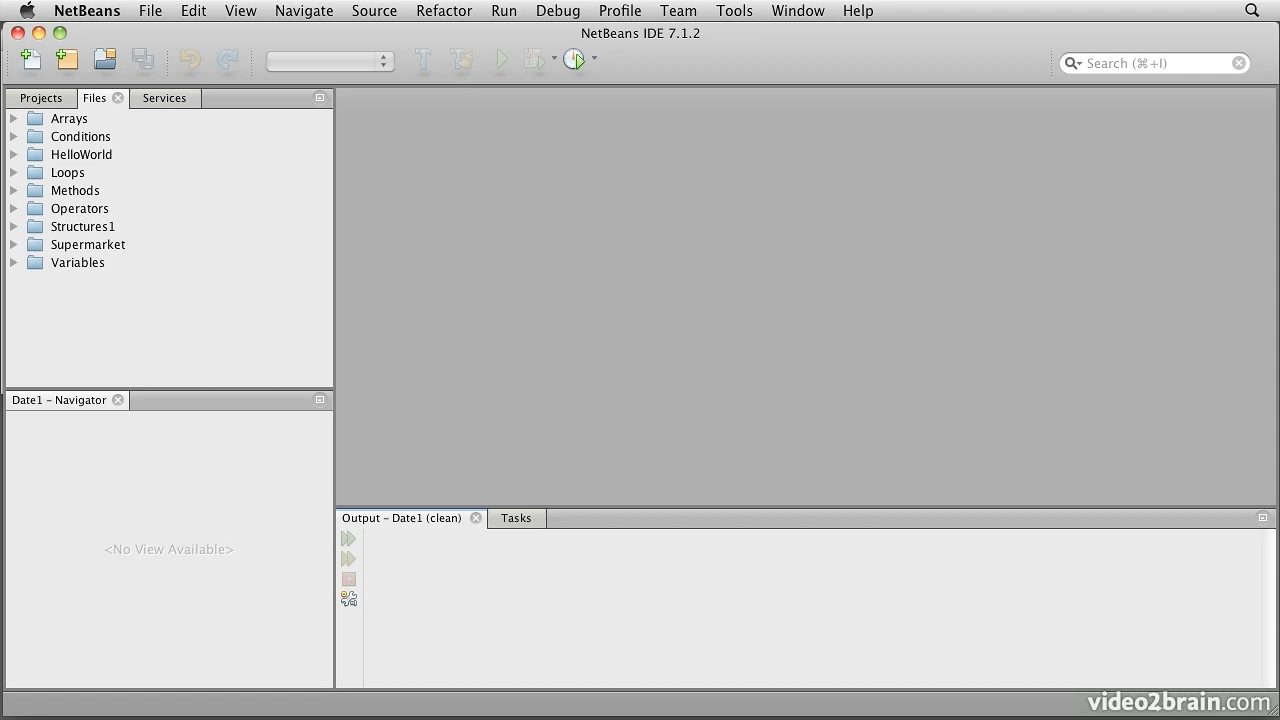 NetBeans File Edit View Navigate Source Refactor Run Debug Profile Team Tools Window Help
NetBeans IDE 7.1.2
Search (⌘+I)
Projects Files Services
Arrays
Conditions
HelloWorld
Loops
Methods
Operators
Structures1
Supermarket
Variables
Date1 – Navigator
<No View Available>
Output – Date1 (clean) Tasks
video2brain.com